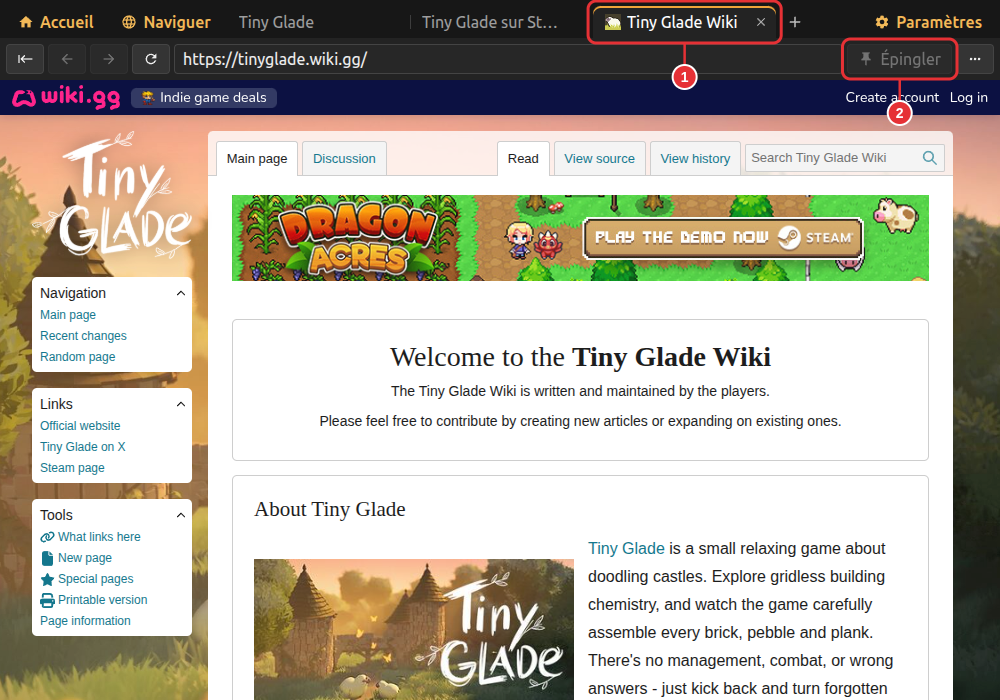 Accueil
Naviguer
Tiny Glade
Tiny Glade sur St…
Tiny Glade Wiki
Paramètres
https://tinyglade.wiki.gg/
Épingler
1
2
wiki.gg
Indie game deals
Create account
Log in
Tiny
GLADE
Main page
Discussion
Read
View source
View history
Search Tiny Glade Wiki
DRAGON
ACRES
PLAY THE DEMO NOW
STEAM
Navigation
Main page
Recent changes
Random page
Links
Official website
Tiny Glade on X
Steam page
Tools
What links here
New page
Special pages
Printable version
Page information
Welcome to the Tiny Glade Wiki
The Tiny Glade Wiki is written and maintained by the players.
Please feel free to contribute by creating new articles or expanding on existing ones.
About Tiny Glade
Tiny
GLADE
Tiny Glade is a small relaxing game about
doodling castles. Explore gridless building
chemistry, and watch the game carefully
assemble every brick, pebble and plank.
There's no management, combat, or wrong
answers - just kick back and turn forgotten